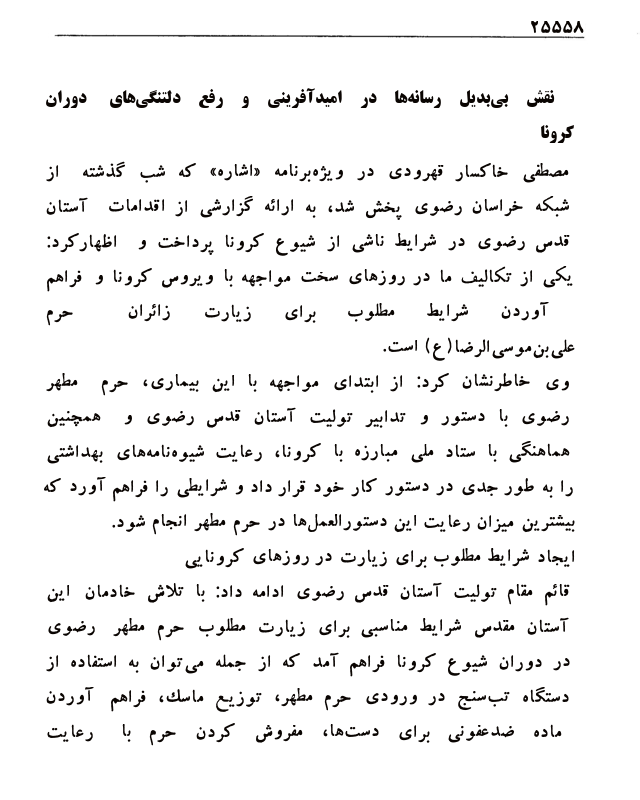 ۲۵۵۵۸
نقش بی‌بدیل رسانه‌ها در امیدآفرینی و رفع دلتنگی‌های دوران
کرونا
مصطفی خاکسار قهرودی در ویژه‌برنامه «اشاره» که شب گذشته از
شبکه خراسان رضوی پخش شد، به ارائه گزارشی از اقدامات آستان
قدس رضوی در شرایط ناشی از شیوع کرونا پرداخت و اظهارکرد:
یکی از تکالیف ما در روزهای سخت مواجهه با ویروس کرونا و فراهم
آوردن شرایط مطلوب برای زیارت زائران حرم
علی‌بن‌موسی‌الرضا(ع) است.
وی خاطرنشان کرد: از ابتدای مواجهه با این بیماری، حرم مطهر
رضوی با دستور و تدابیر تولیت آستان قدس رضوی و همچنین
هماهنگی با ستاد ملی مبارزه با کرونا، رعایت شیوه‌نامه‌های بهداشتی
را به طور جدی در دستور کار خود قرار داد و شرایطی را فراهم آورد که
بیشترین میزان رعایت این دستورالعمل‌ها در حرم مطهر انجام شود.
ایجاد شرایط مطلوب برای زیارت در روزهای کرونایی
قائم مقام تولیت آستان قدس رضوی ادامه داد: با تلاش خادمان این
آستان مقدس شرایط مناسبی برای زیارت مطلوب حرم مطهر رضوی
در دوران شیوع کرونا فراهم آمد که از جمله می‌توان به استفاده از
دستگاه تب‌سنج در ورودی حرم مطهر، توزیع ماسك، فراهم آوردن
ماده ضدعفونی برای دست‌ها، مفروش کردن حرم با رعایت